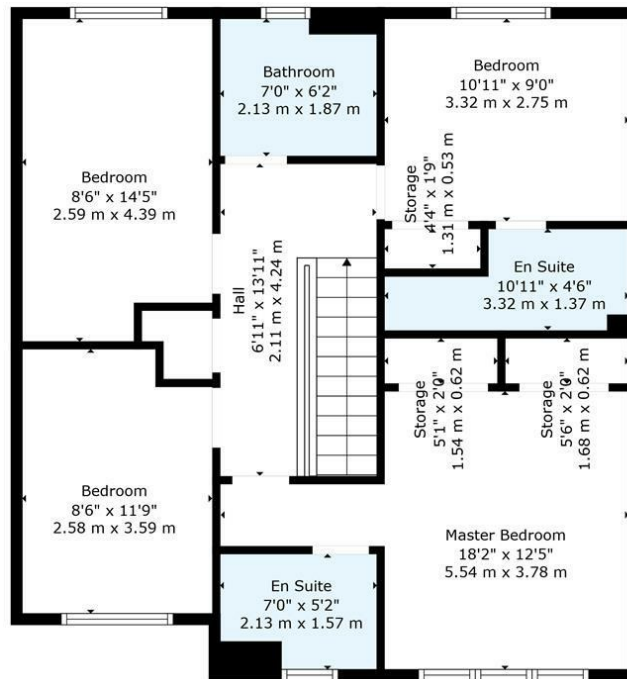 Bathroom
7'0" x 6'2"
2.13 m x 1.87 m
Bedroom
10'11" x 9'0"
3.32 m x 2.75 m
Bedroom
8'6" x 14'5"
2.59 m x 4.39 m
Storage
4'4" x 1'9"
1.31 m x 0.53 m
Hall
6'11" x 13'11"
2.11 m x 4.24 m
En Suite
10'11" x 4'6"
3.32 m x 1.37 m
Storage
5'1" x 2'0"
1.54 m x 0.62 m
Storage
5'6" x 2'0"
1.68 m x 0.62 m
Bedroom
8'6" x 11'9"
2.58 m x 3.59 m
Master Bedroom
18'2" x 12'5"
5.54 m x 3.78 m
En Suite
7'0" x 5'2"
2.13 m x 1.57 m